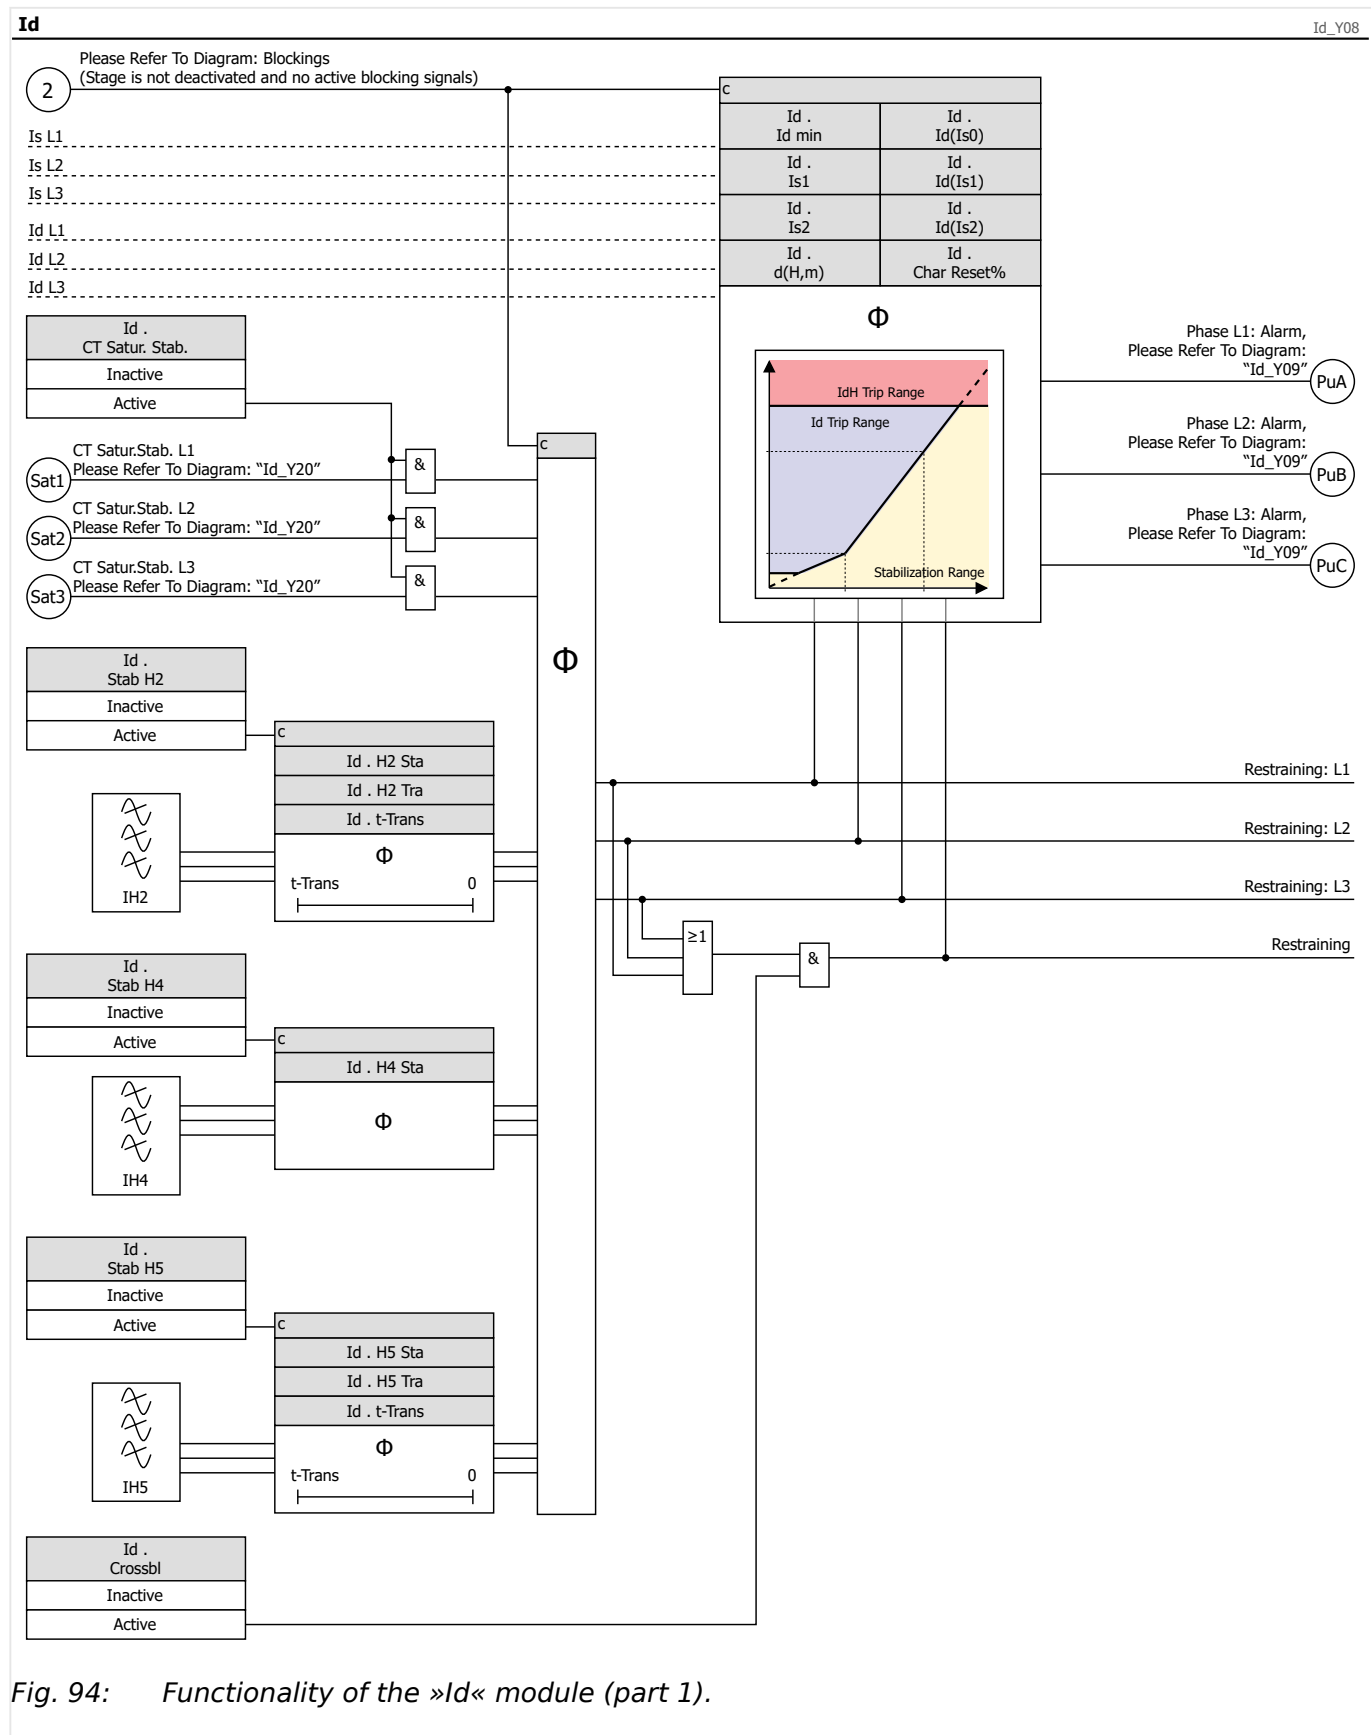 Id
Id_Y08
Please Refer To Diagram: Blockings
(Stage is not deactivated and no active blocking signals)
2
c
Id .
Id min
Id .
Id(Is0)
Id .
Is1
Id .
Id(Is1)
Id .
Is2
Id .
Id(Is2)
Id .
d(H,m)
Id .
Char Reset%
Is L1
Is L2
Is L3
Id L1
Id L2
Id L3
Φ
IdH Trip Range
Id Trip Range
Stabilization Range
Phase L1: Alarm,
Please Refer To Diagram:
“Id_Y09”
PuA
Phase L2: Alarm,
Please Refer To Diagram:
“Id_Y09”
PuB
Phase L3: Alarm,
Please Refer To Diagram:
“Id_Y09”
PuC
Id .
CT Satur. Stab.
Inactive
Active
CT Satur.Stab. L1
Please Refer To Diagram: “Id_Y20”
Sat1
&
CT Satur.Stab. L2
Please Refer To Diagram: “Id_Y20”
Sat2
&
CT Satur.Stab. L3
Please Refer To Diagram: “Id_Y20”
Sat3
&
c
Φ
Id .
Stab H2
Inactive
Active
c
Id . H2 Sta
Id . H2 Tra
Id . t-Trans
Φ
t-Trans 0
IH2
Restraining: L1
Restraining: L2
Restraining: L3
≥1
&
Restraining
Id .
Stab H4
Inactive
Active
c
Id . H4 Sta
Φ
IH4
Id .
Stab H5
Inactive
Active
c
Id . H5 Sta
Id . H5 Tra
Id . t-Trans
Φ
t-Trans 0
IH5
Id .
Crossbl
Inactive
Active
Fig. 94: Functionality of the »Id« module (part 1).